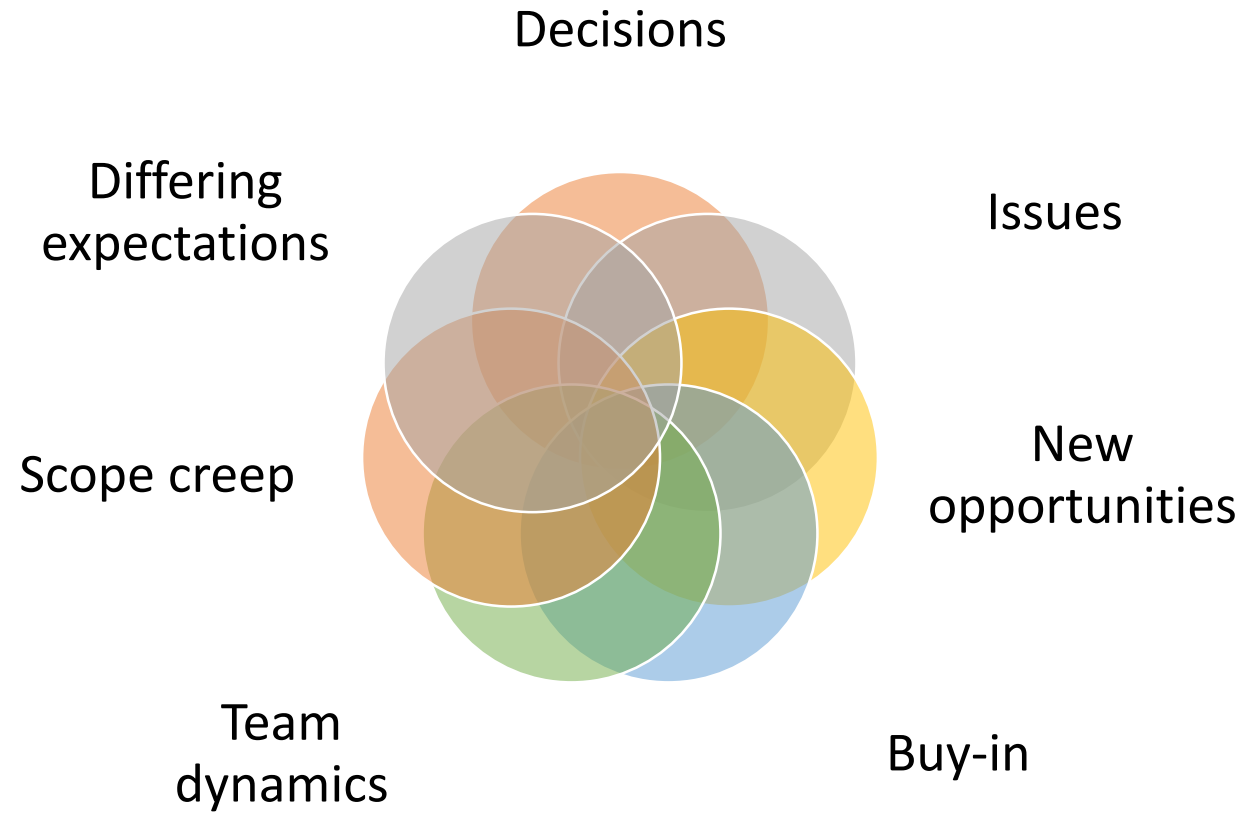 Decisions
Differing
expectations
Issues
New
opportunities
Scope creep
Team
dynamics
Buy-in